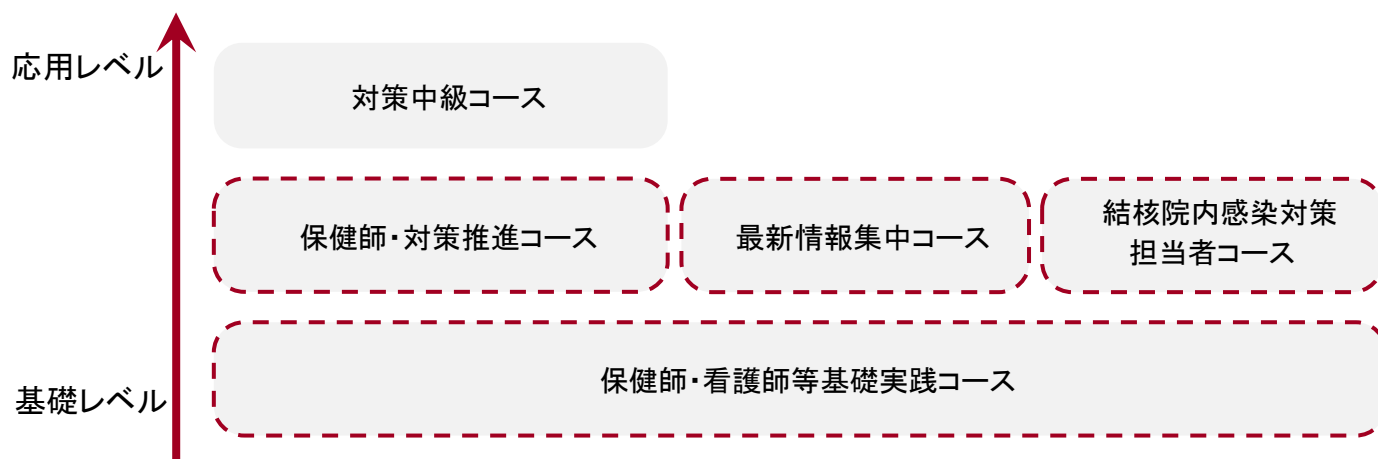 応用レベル
対策中級コース
保健師・対策推進コース
最新情報集中コース
結核院内感染対策
担当者コース
保健師・看護師等基礎実践コース
基礎レベル